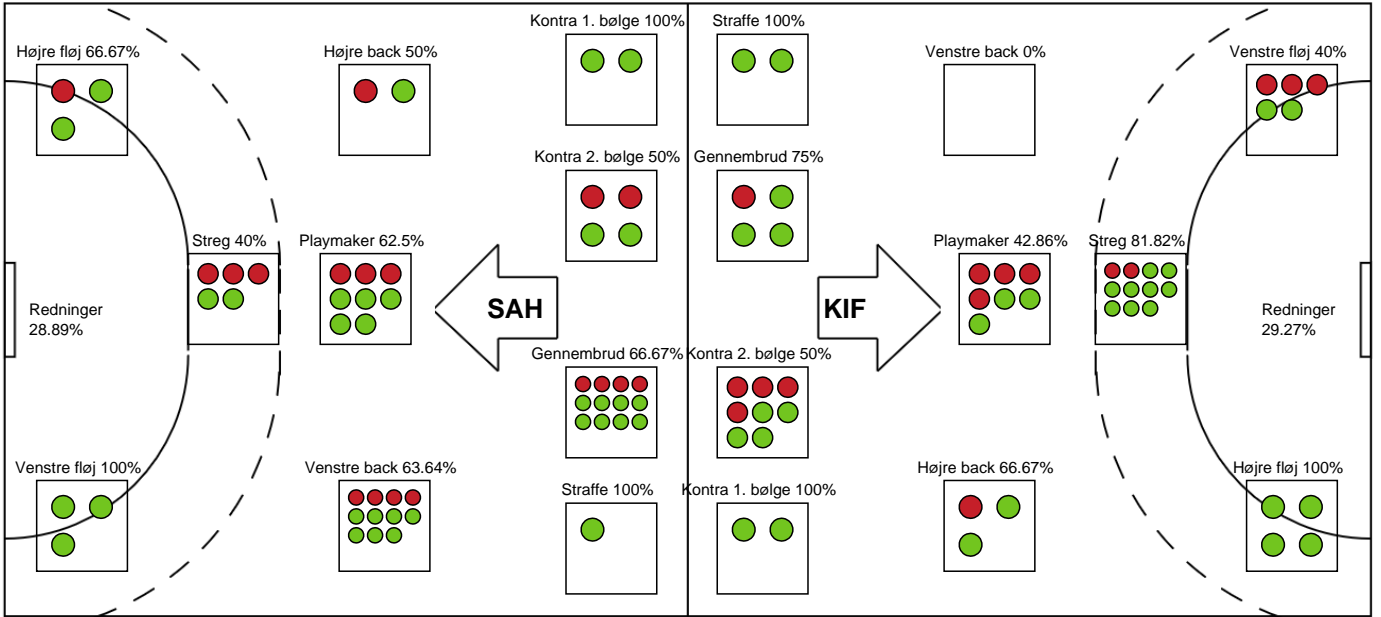 Kontra 1. bølge 100%
Straffe 100%
Højre fløj 66.67%
Højre back 50%
Venstre back 0%
Venstre fløj 40%
Kontra 2. bølge 50%
Gennembrud 75%
Streg 40%
Playmaker 62.5%
Playmaker 42.86%
Streg 81.82%
Redninger
28.89%
SAH
KIF
Redninger
29.27%
Gennembrud 66.67%
Kontra 2. bølge 50%
Venstre fløj 100%
Venstre back 63.64%
Straffe 100%
Kontra 1. bølge 100%
Højre back 66.67%
Højre fløj 100%